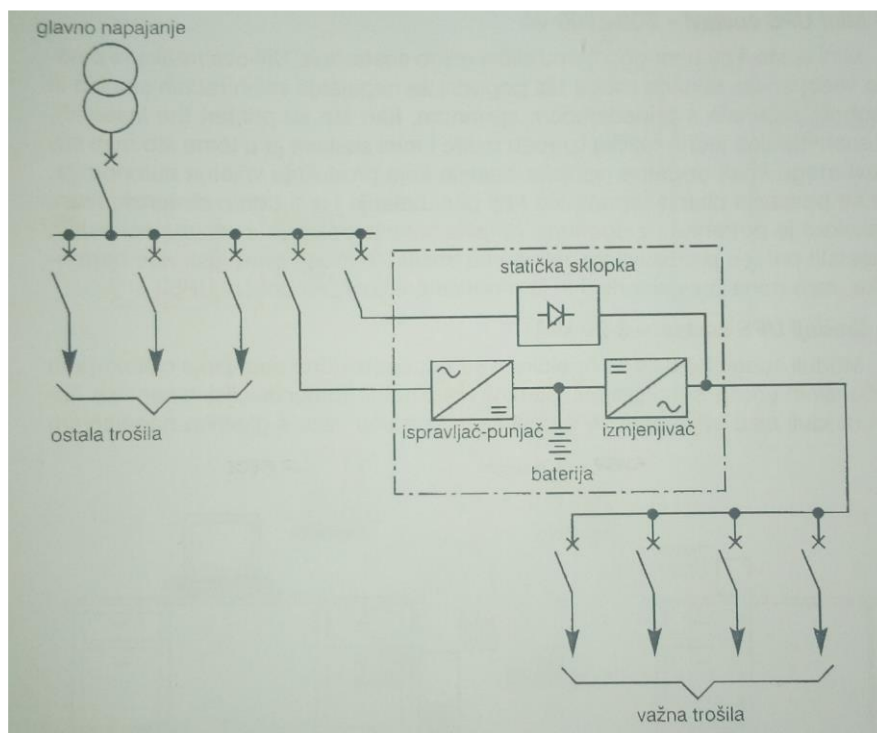 glavno napajanje
statička sklopka
ostala trošila
ispravljač-punjač
izmjenjivač
baterija
važna trošila